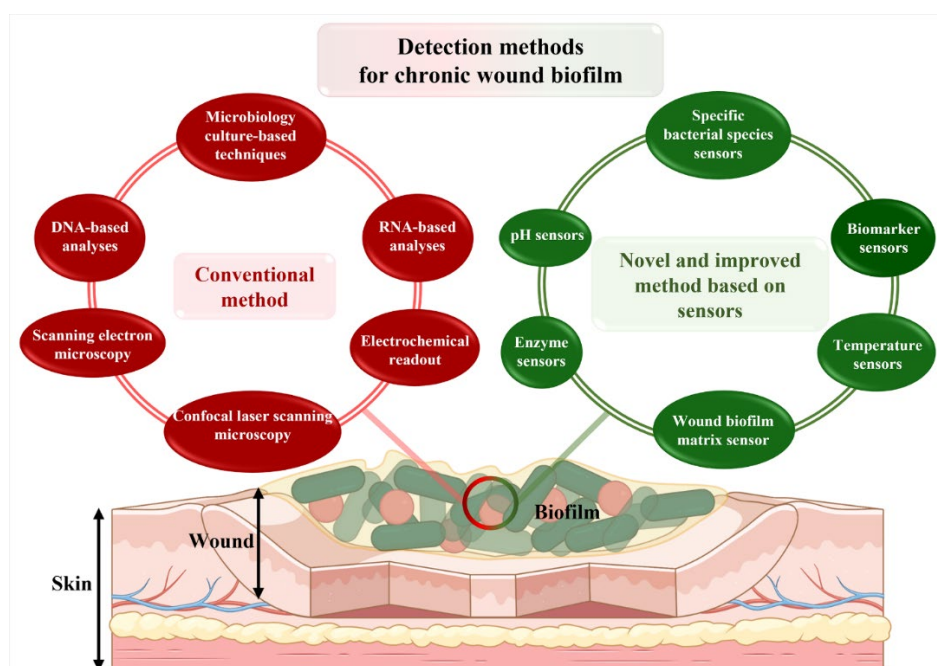 Detection methods
for chronic wound biofilm
Microbiology
culture-based
techniques
DNA-based
analyses
RNA-based
analyses
Conventional
method
Scanning electron
microscopy
Electrochemical
readout
Confocal laser scanning
microscopy
Specific
bacterial species
sensors
pH sensors
Biomarker
sensors
Novel and improved
method based on
sensors
Enzyme
sensors
Temperature
sensors
Wound biofilm
matrix sensor
Biofilm
Wound
Skin